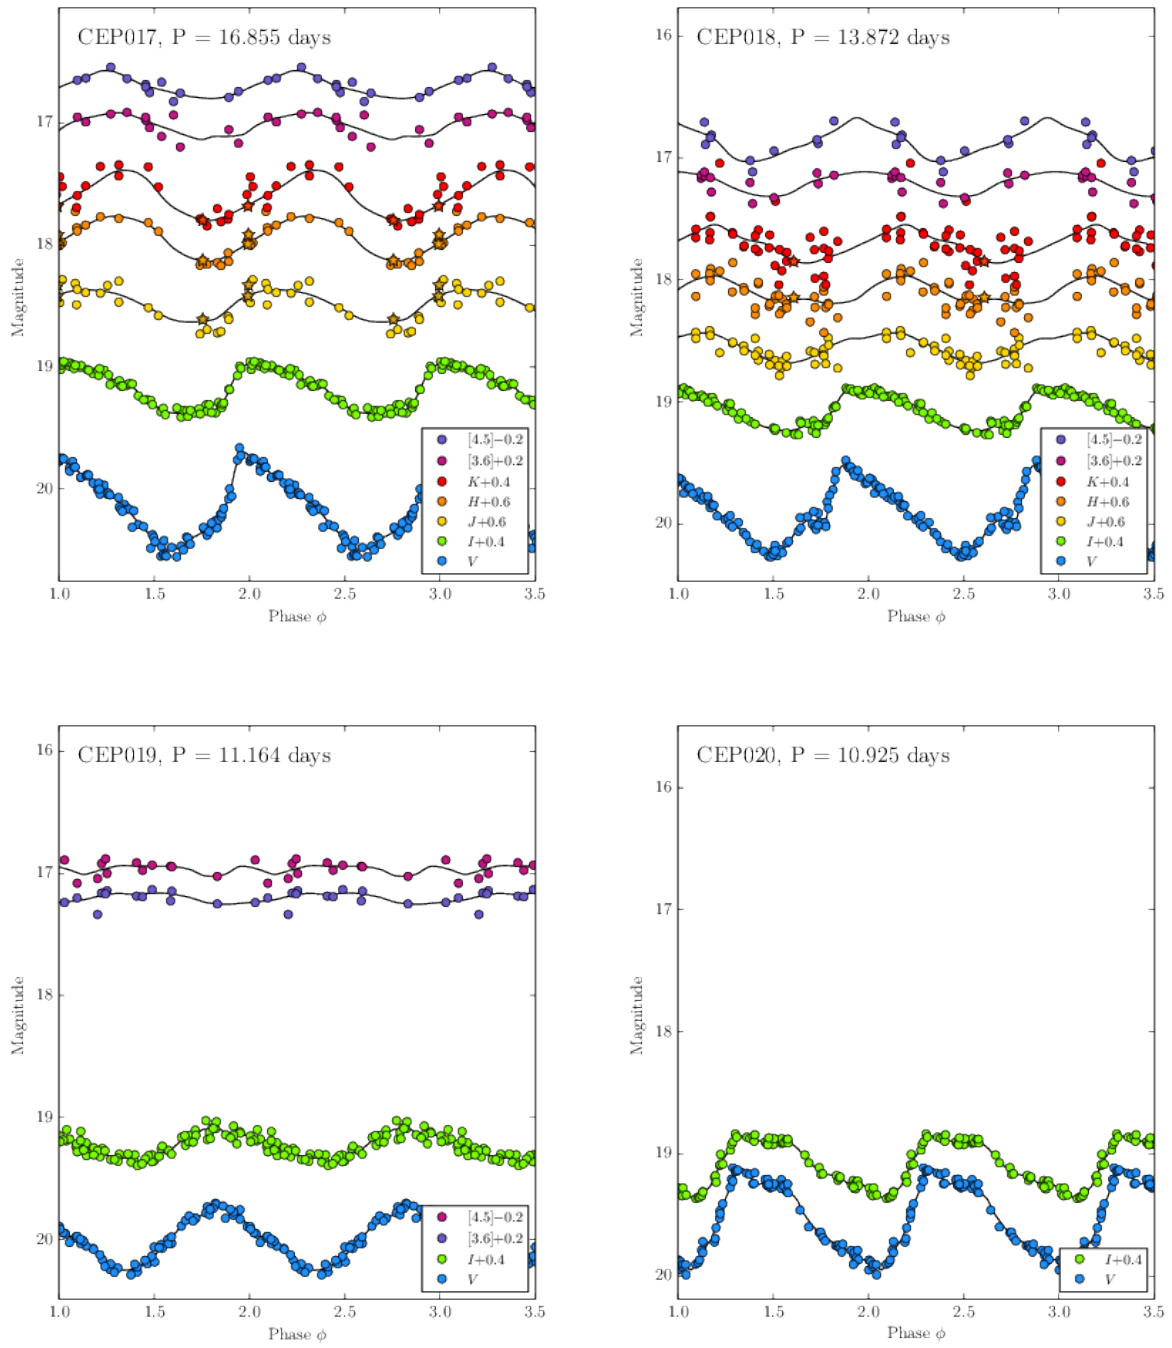 CEP017, P = 16.855 days
17
18
19
20
Magnitude
[4.5]−0.2
[3.6]+0.2
K+0.4
H+0.6
J+0.6
I+0.4
V
1.0 1.5 2.0 2.5 3.0 3.5
Phase ϕ
CEP018, P = 13.872 days
16
17
18
19
20
Magnitude
[4.5]−0.2
[3.6]+0.2
K+0.4
H+0.6
J+0.6
I+0.4
V
1.0 1.5 2.0 2.5 3.0 3.5
Phase ϕ
CEP019, P = 11.164 days
16
17
18
19
20
Magnitude
[4.5]−0.2
[3.6]+0.2
I+0.4
V
1.0 1.5 2.0 2.5 3.0 3.5
Phase ϕ
CEP020, P = 10.925 days
16
17
18
19
20
Magnitude
I+0.4
V
1.0 1.5 2.0 2.5 3.0 3.5
Phase ϕ